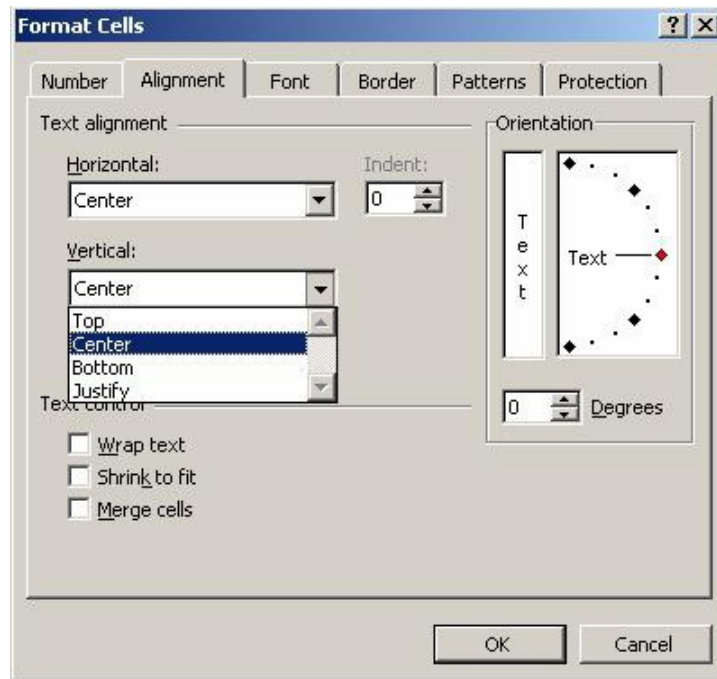 Format Cells
Number Alignment Font Border Patterns Protection
Text alignment
Horizontal:
Center
Indent:
0
Vertical:
Center
Top
Center
Bottom
Justify
Text control
Wrap text
Shrink to fit
Merge cells
Orientation
Text
Text
0 Degrees
OK Cancel